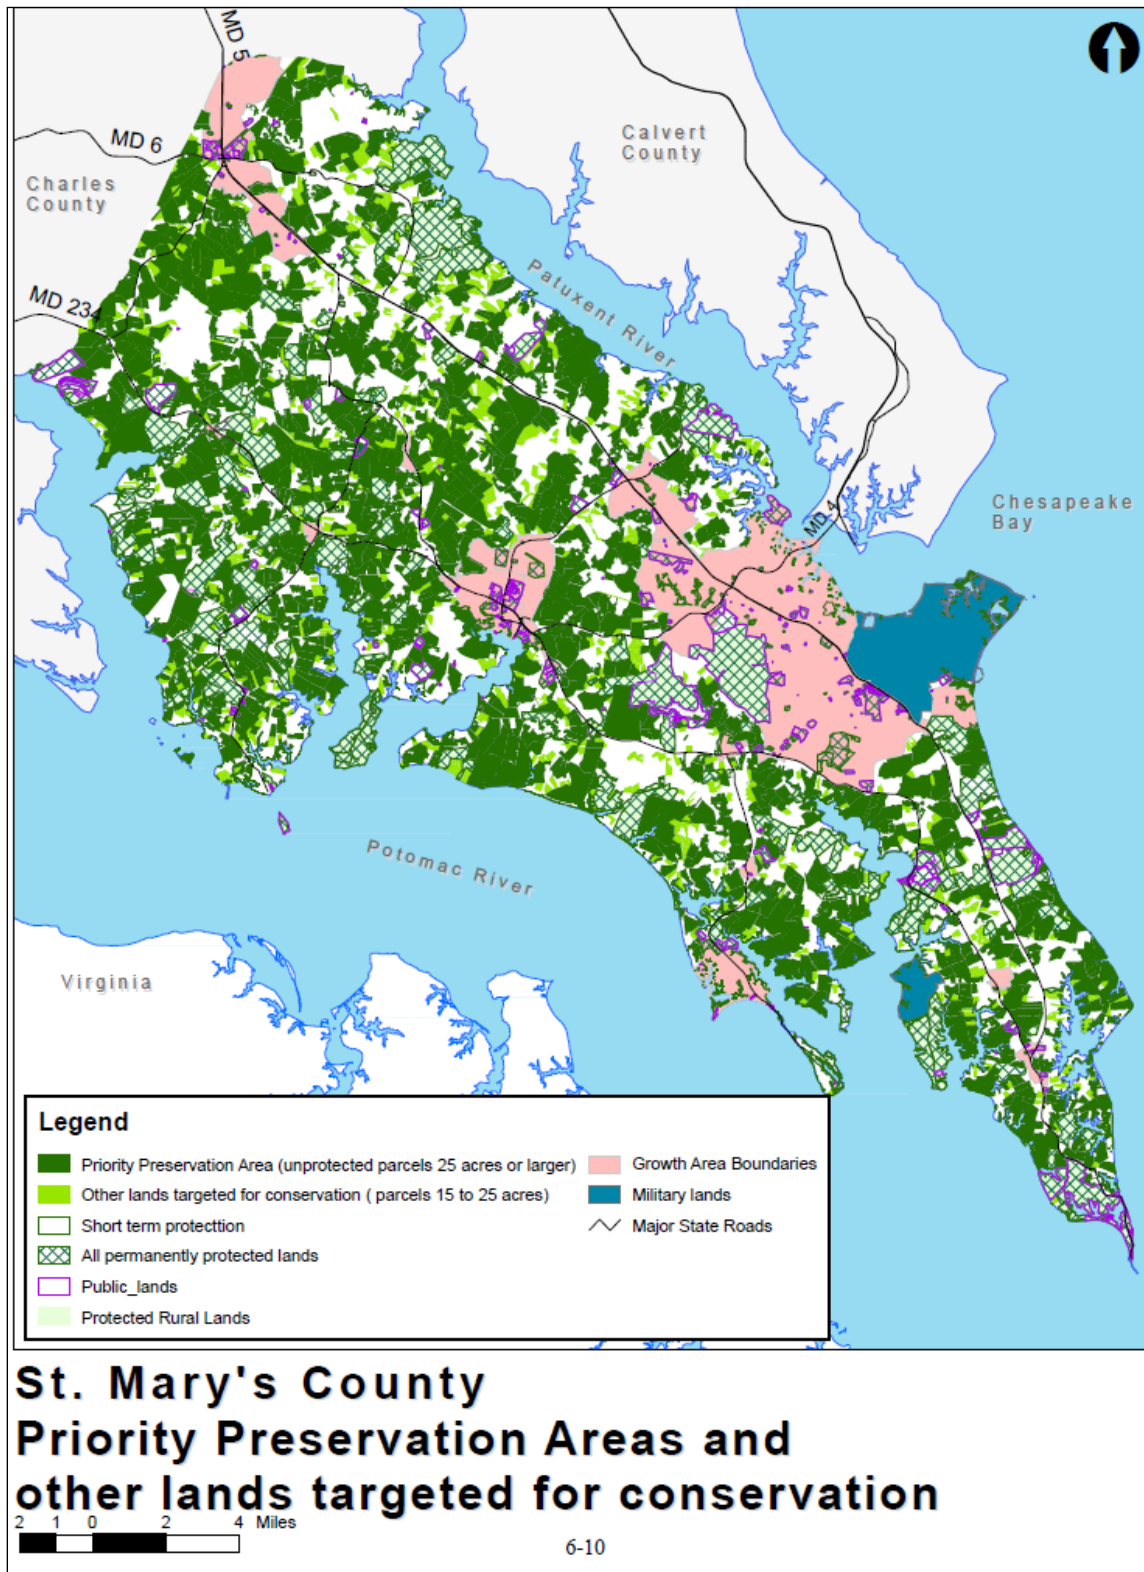 MD 5
MD 6
Calvert
County
Charles
County
Patuxent River
MD 234
Chesapeake
Bay
MD 4
Potomac River
Virginia
Legend
Priority Preservation Area (unprotected parcels 25 acres or larger)
Other lands targeted for conservation ( parcels 15 to 25 acres)
Short term protecttion
All permanently protected lands
Public_lands
Protected Rural Lands
Growth Area Boundaries
Military lands
Major State Roads
St. Mary's County
Priority Preservation Areas and
other lands targeted for conservation
2 1 0 2 4 Miles
6-10